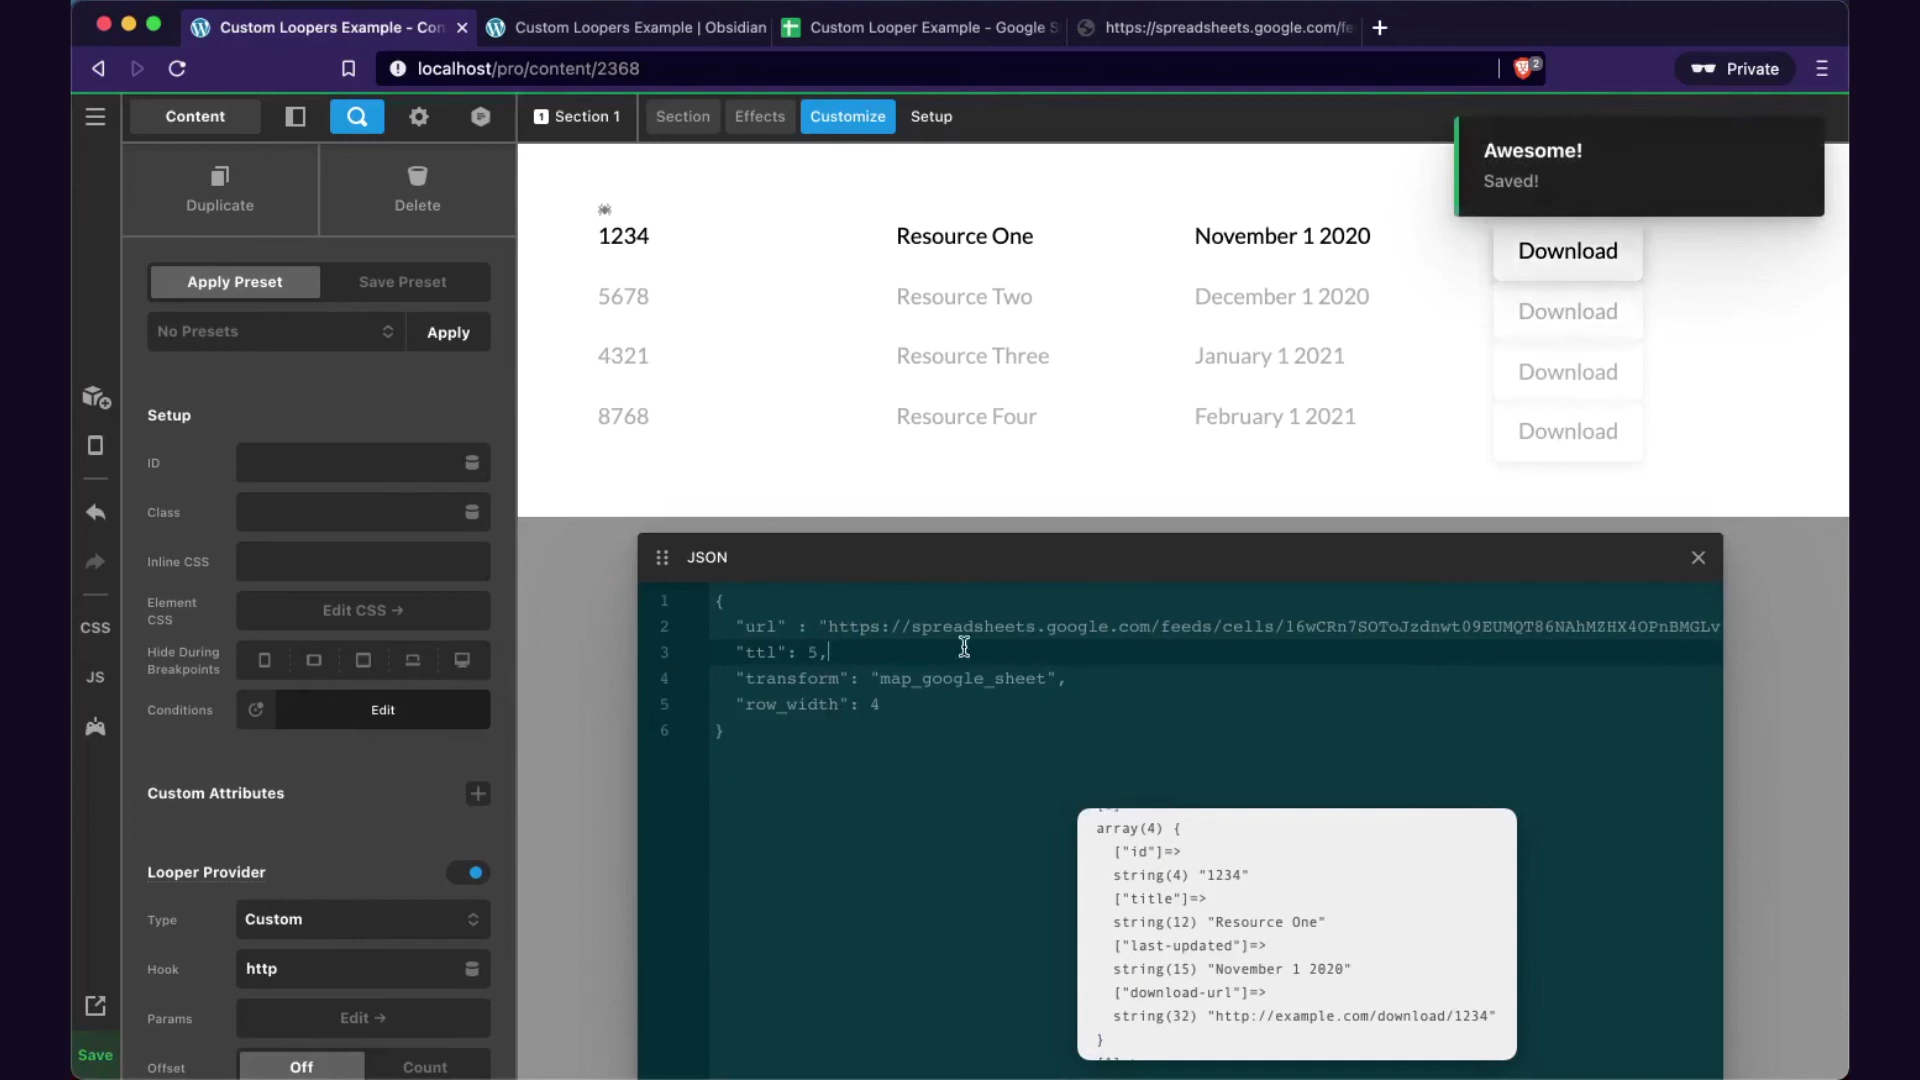 Custom Loopers Example - Con
Custom Loopers Example | Obsidian
Custom Looper Example - Google S
https://spreadsheets.google.com/fe
localhost/pro/content/2368
2
Private
Content
1 Section 1
Section
Effects
Customize
Setup
Awesome!
Saved!
Duplicate
Delete
Apply Preset
Save Preset
No Presets
Apply
Setup
ID
Class
Inline CSS
Element
CSS
Edit CSS →
Hide During
Breakpoints
Conditions
Edit
Custom Attributes
Looper Provider
Type
Custom
Hook
http
Params
Edit →
Offset
Off
Count
CSS
JS
Save
1234 Resource One November 1 2020 Download
5678 Resource Two December 1 2020 Download
4321 Resource Three January 1 2021 Download
8768 Resource Four February 1 2021 Download
JSON
1 {
2 "url" : "https://spreadsheets.google.com/feeds/cells/16wCRn7SOToJzdnwt09EUMQT86NAhMZHX4OPnBMGLv
3 "ttl": 5,
4 "transform": "map_google_sheet",
5 "row_width": 4
6 }
array(4) {
["id"]=>
string(4) "1234"
["title"]=>
string(12) "Resource One"
["last-updated"]=>
string(15) "November 1 2020"
["download-url"]=>
string(32) "http://example.com/download/1234"
}